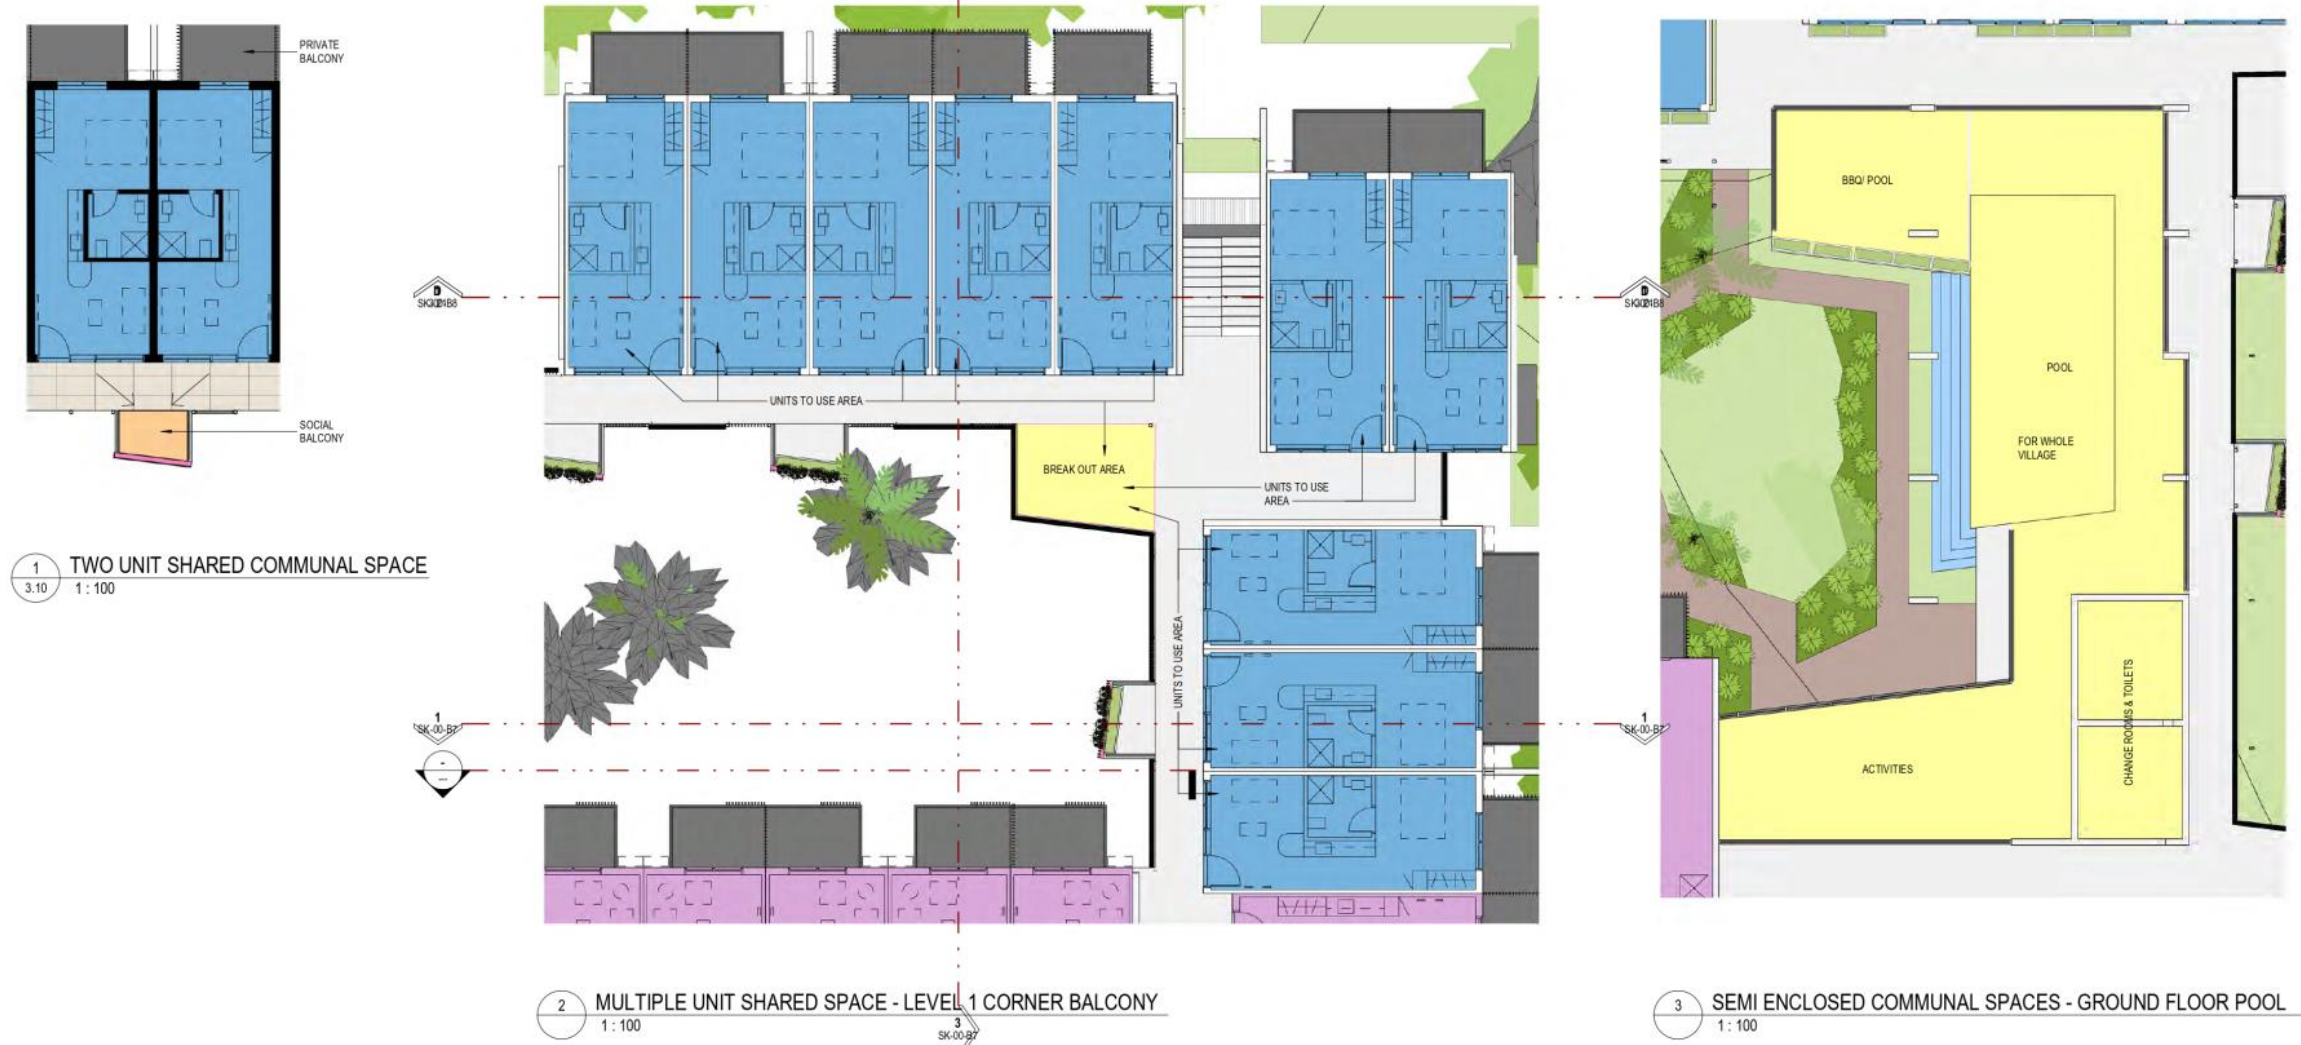 PRIVATE
BALCONY
SOCIAL
BALCONY
1
3.10
TWO UNIT SHARED COMMUNAL SPACE
1 : 100
D
UNITS TO USE AREA
BREAK OUT AREA
UNITS TO USE
AREA
UNITS TO USE AREA
1
SK-00-B7
1
SK-00-B7
2
MULTIPLE UNIT SHARED SPACE - LEVEL 1 CORNER BALCONY
1 : 100
3
SK-00-B7
BBQ/ POOL
POOL
FOR WHOLE
VILLAGE
ACTIVITIES
CHANGE ROOMS & TOILETS
3
SEMI ENCLOSED COMMUNAL SPACES - GROUND FLOOR POOL
1 : 100